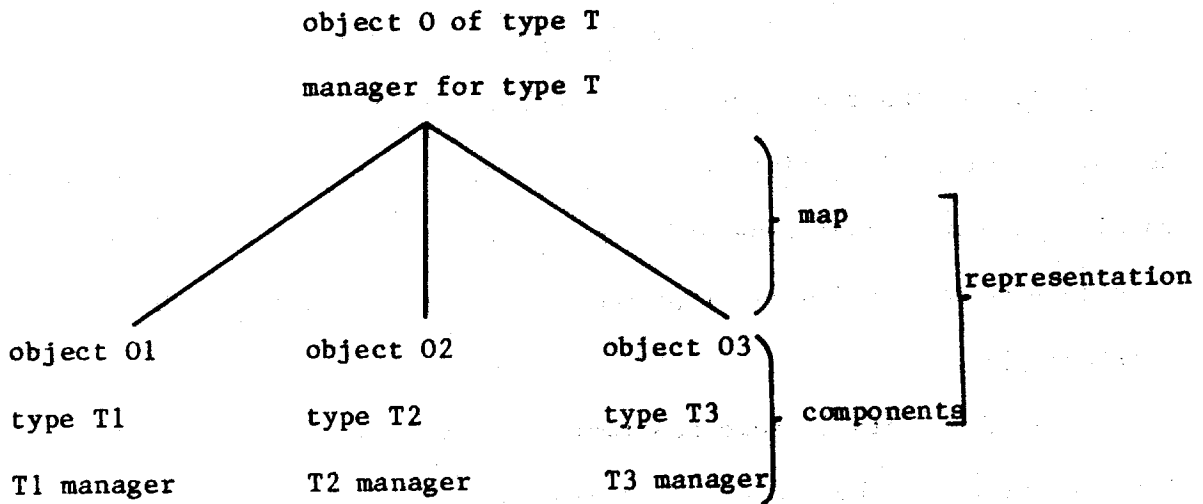 object O of type T
manager for type T
map
representation
object O1 object O2 object O3
type T1 type T2 type T3 components
T1 manager T2 manager T3 manager